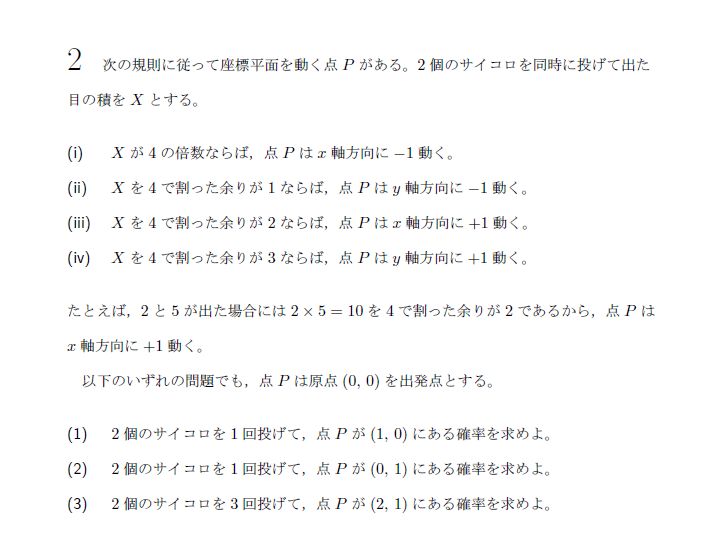 2 次の規則に従って座標平面を動く点 P がある。2 個のサイコロを同時に投げて出た
目の積を X とする。
(i) X が 4 の倍数ならば，点 P は x 軸方向に −1 動く。
(ii) X を 4 で割った余りが 1 ならば，点 P は y 軸方向に −1 動く。
(iii) X を 4 で割った余りが 2 ならば，点 P は x 軸方向に +1 動く。
(iv) X を 4 で割った余りが 3 ならば，点 P は y 軸方向に +1 動く。
たとえば，2 と 5 が出た場合には 2 × 5 = 10 を 4 で割った余りが 2 であるから，点 P は
x 軸方向に +1 動く。
以下のいずれの問題でも，点 P は原点 (0, 0) を出発点とする。
(1) 2 個のサイコロを 1 回投げて，点 P が (1, 0) にある確率を求めよ。
(2) 2 個のサイコロを 1 回投げて，点 P が (0, 1) にある確率を求めよ。
(3) 2 個のサイコロを 3 回投げて，点 P が (2, 1) にある確率を求めよ。